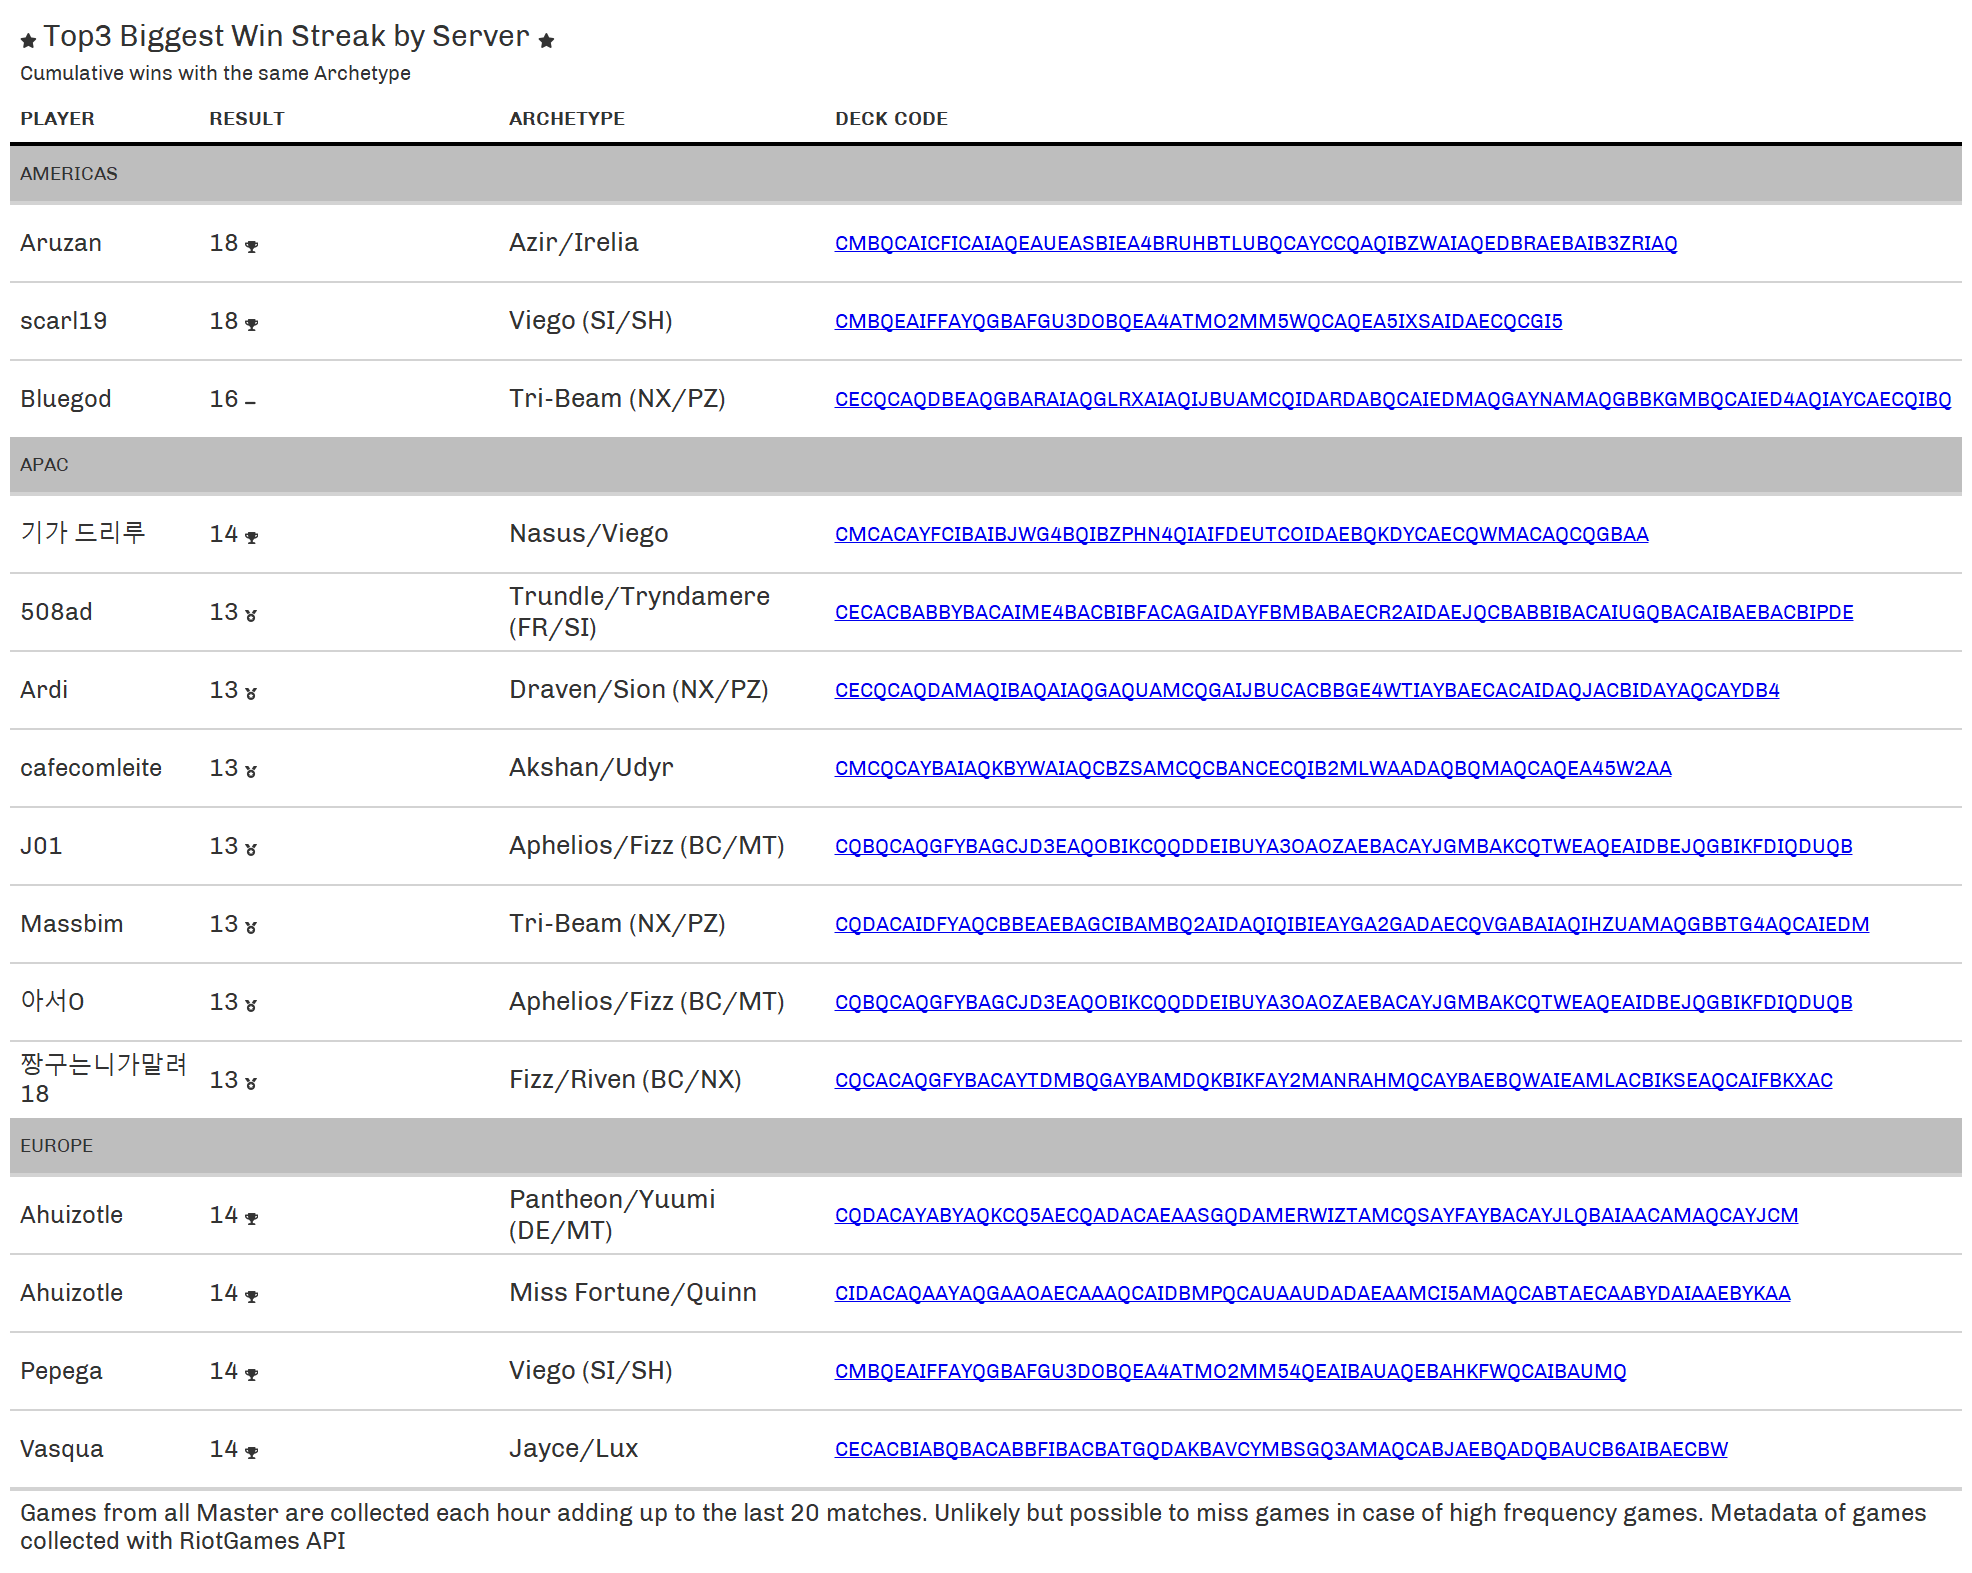 ★ Top3 Biggest Win Streak by Server ★
Cumulative wins with the same Archetype
PLAYER RESULT ARCHETYPE DECK CODE
AMERICAS
Aruzan 18 Azir/Irelia CMBQCAICFICAIAQEAUEASBIEA4BRUHBTLUBQCAYCCQAQIBZWAIAQEDBRAEBAIB3ZRIAQ
scarl19 18 Viego (SI/SH) CMBQEAIFFAYQGBAFGU3DOBQEA4ATMO2MM5WQCAQEA5IXSAIDAECQCGI5
Bluegod 16 – Tri-Beam (NX/PZ) CECQCAQDBEAQGBARAIAQGLRXAIAQIJBUAMCQIDARDABQCAIEDMAQGAYNAMAQGBBKGMBQCAIED4AQIAYCAECQIBQ
APAC
기가 드리루 14 Nasus/Viego CMCACAYFCIBAIBJWG4BQIBZPHN4QIAIFDEUTCOIDAEBQKDYCAECQWMACAQCQGBAA
508ad 13 Trundle/Tryndamere (FR/SI) CECACBABBYBACAIME4BACBIBFACAGAIDAYFBMBABAECR2AIDAEJQCBABBIBACAIUGQBACAIBAEBACBIPDE
Ardi 13 Draven/Sion (NX/PZ) CECQCAQDAMAQIBAQAIAQGAQUAMCQGAIJBUCACBBGE4WTIAYBAECACAIDAQJACBIDAYAQCAYDB4
cafecomleite 13 Akshan/Udyr CMCQCAYBAIAQKBYWAIAQCBZSAMCQCBANCECQIB2MLWAADAQBQMAQCAQEA45W2AA
J01 13 Aphelios/Fizz (BC/MT) CQBQCAQGFYBAGCJD3EAQOBIKCQQDDEIBUYA3OAOZAEBACAYJGMBAKCQTWEAQEAIDBEJQGBIKFDIQDUQB
Massbim 13 Tri-Beam (NX/PZ) CQDACAIDFYAQCBBEAEBAGCIBAMBQ2AIDAQIQIBIEAYGA2GADAECQVGABAIAQIHZUAMAQGBBTG4AQCAIEDM
아서O 13 Aphelios/Fizz (BC/MT) CQBQCAQGFYBAGCJD3EAQOBIKCQQDDEIBUYA3OAOZAEBACAYJGMBAKCQTWEAQEAIDBEJQGBIKFDIQDUQB
짱구는니가말려18 13 Fizz/Riven (BC/NX) CQCACAQGFYBACAYTDMBQGAYBAMDQKBIKFAY2MANRAHMQCAYBAEBQWAIEAMLACBIKSEAQCAIFBKXAC
EUROPE
Ahuizotle 14 Pantheon/Yuumi (DE/MT) CQDACAYABYAQKCQ5AECQADACAEAASGQDAMERWIZTAMCQSAYFAYBACAYJLQBAIAACAMAQCAYJCM
Ahuizotle 14 Miss Fortune/Quinn CIDACAQAAYAQGAAOAECAAAQCAIDBMPQCAUAAUDADAEAAMCI5AMAQCABTAECAABYDAIAAEBYKAA
Pepega 14 Viego (SI/SH) CMBQEAIFFAYQGBAFGU3DOBQEA4ATMO2MM54QEAIBAUAQEBAHKFWQCAIBAUMQ
Vasqua 14 Jayce/Lux CECACBIABQBACABBFIBACBATGQDAKBAVCYMBSGQ3AMAQCABJAEBQADQBAUCB6AIBAECBW
Games from all Master are collected each hour adding up to the last 20 matches. Unlikely but possible to miss games in case of high frequency games. Metadata of games
collected with RiotGames API